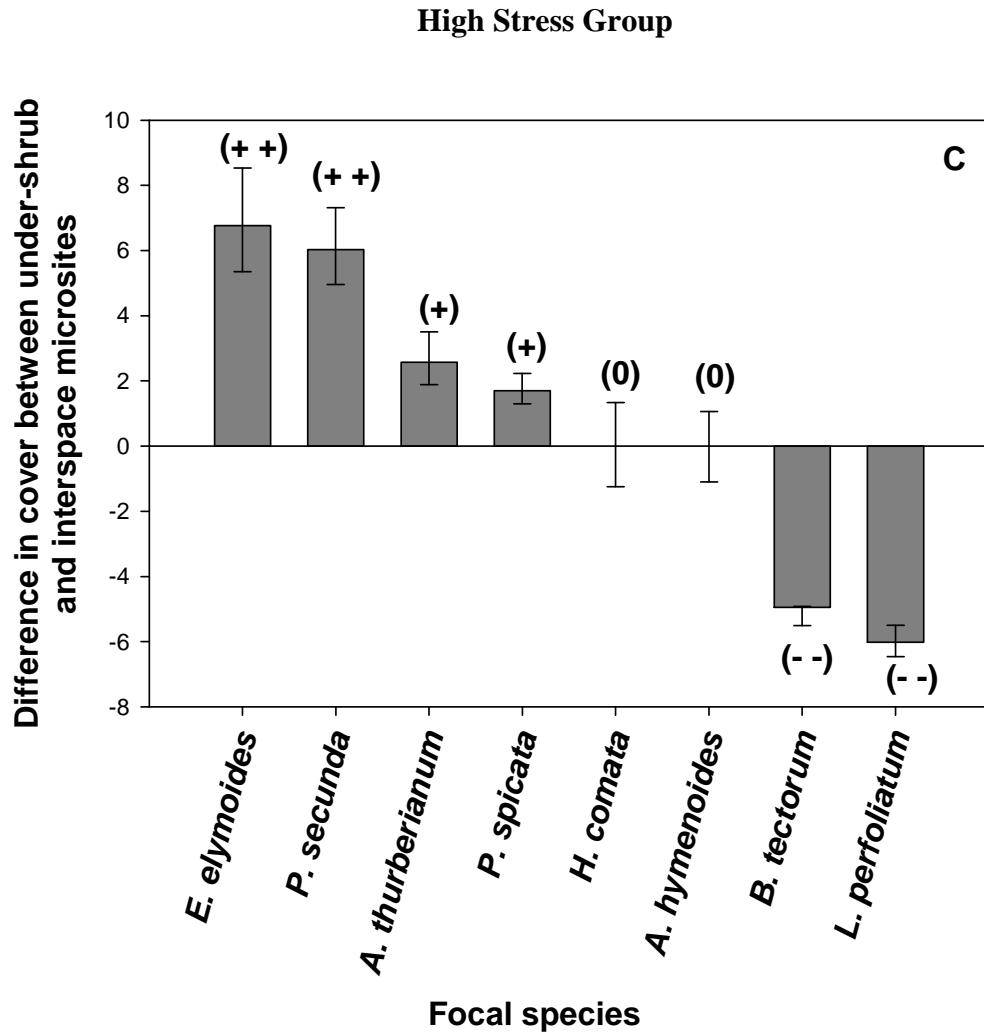 High Stress Group
Difference in cover between under-shrub
and interspace microsites
10
8
6
4
2
0
-2
-4
-6
-8
C
(+ +)
(+ +)
(+)
(+)
(0)
(0)
(- -)
(- -)
E. elymoides
P. secunda
A. thurberianum
P. spicata
H. comata
A. hymenoides
B. tectorum
L. perfoliatum
Focal species